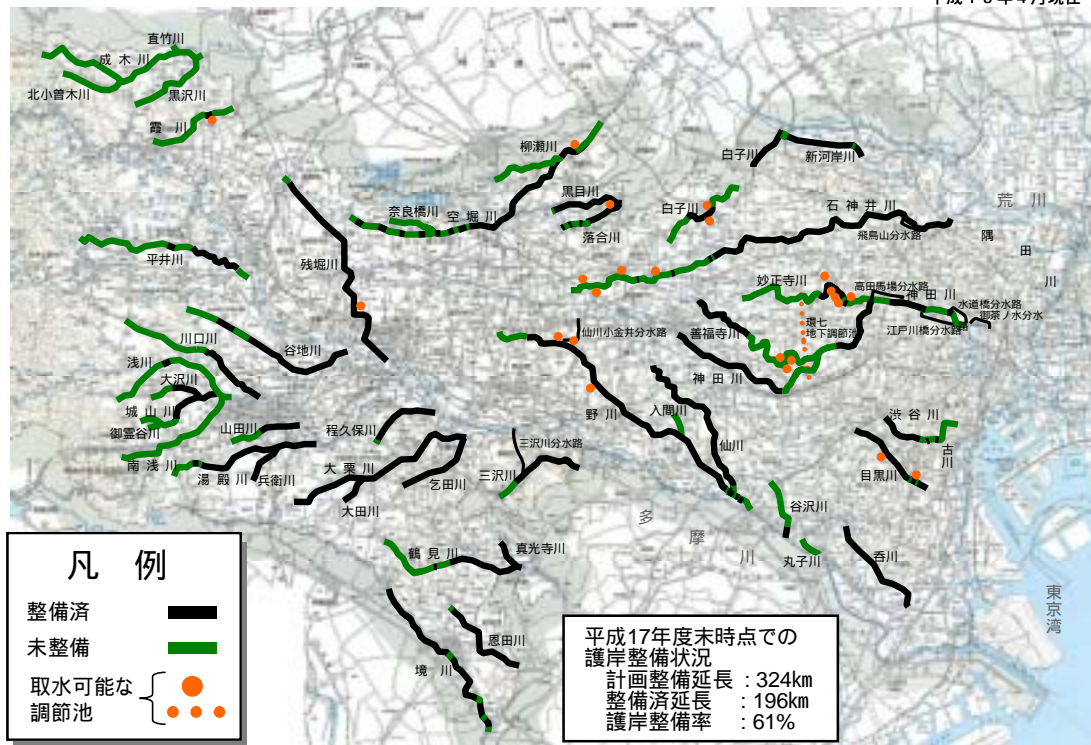 平成18年4月現在
直竹川
成木川
北小曽木川
黒沢川
霞川
柳瀬川
白子川
新河岸川
黒目川
奈良橋川
空堀川
落合川
白子川
石神井川
荒川
飛鳥山分水路
隅田川
平井川
残堀川
妙正寺川
高田馬場分水路
神田川
水道橋分水路
御茶ノ水分水
江戸川橋分水路
環七
地下調節池
仙川小金井分水路
善福寺川
神田川
川口川
谷地川
浅川
大沢川
城山川
御霊谷川
山田川
程久保川
野川
入間川
仙川
渋谷川
古川
目黒川
南浅川
湯殿川
兵衛川
大栗川
乞田川
大田川
三沢川分水路
三沢川
谷沢川
多摩川
丸子川
呑川
鶴見川
真光寺川
恩田川
境川
東京湾
凡例
整備済
未整備
取水可能な
調節池
平成17年度末時点での
護岸整備状況
計画整備延長：324km
整備済延長：196km
護岸整備率：61%